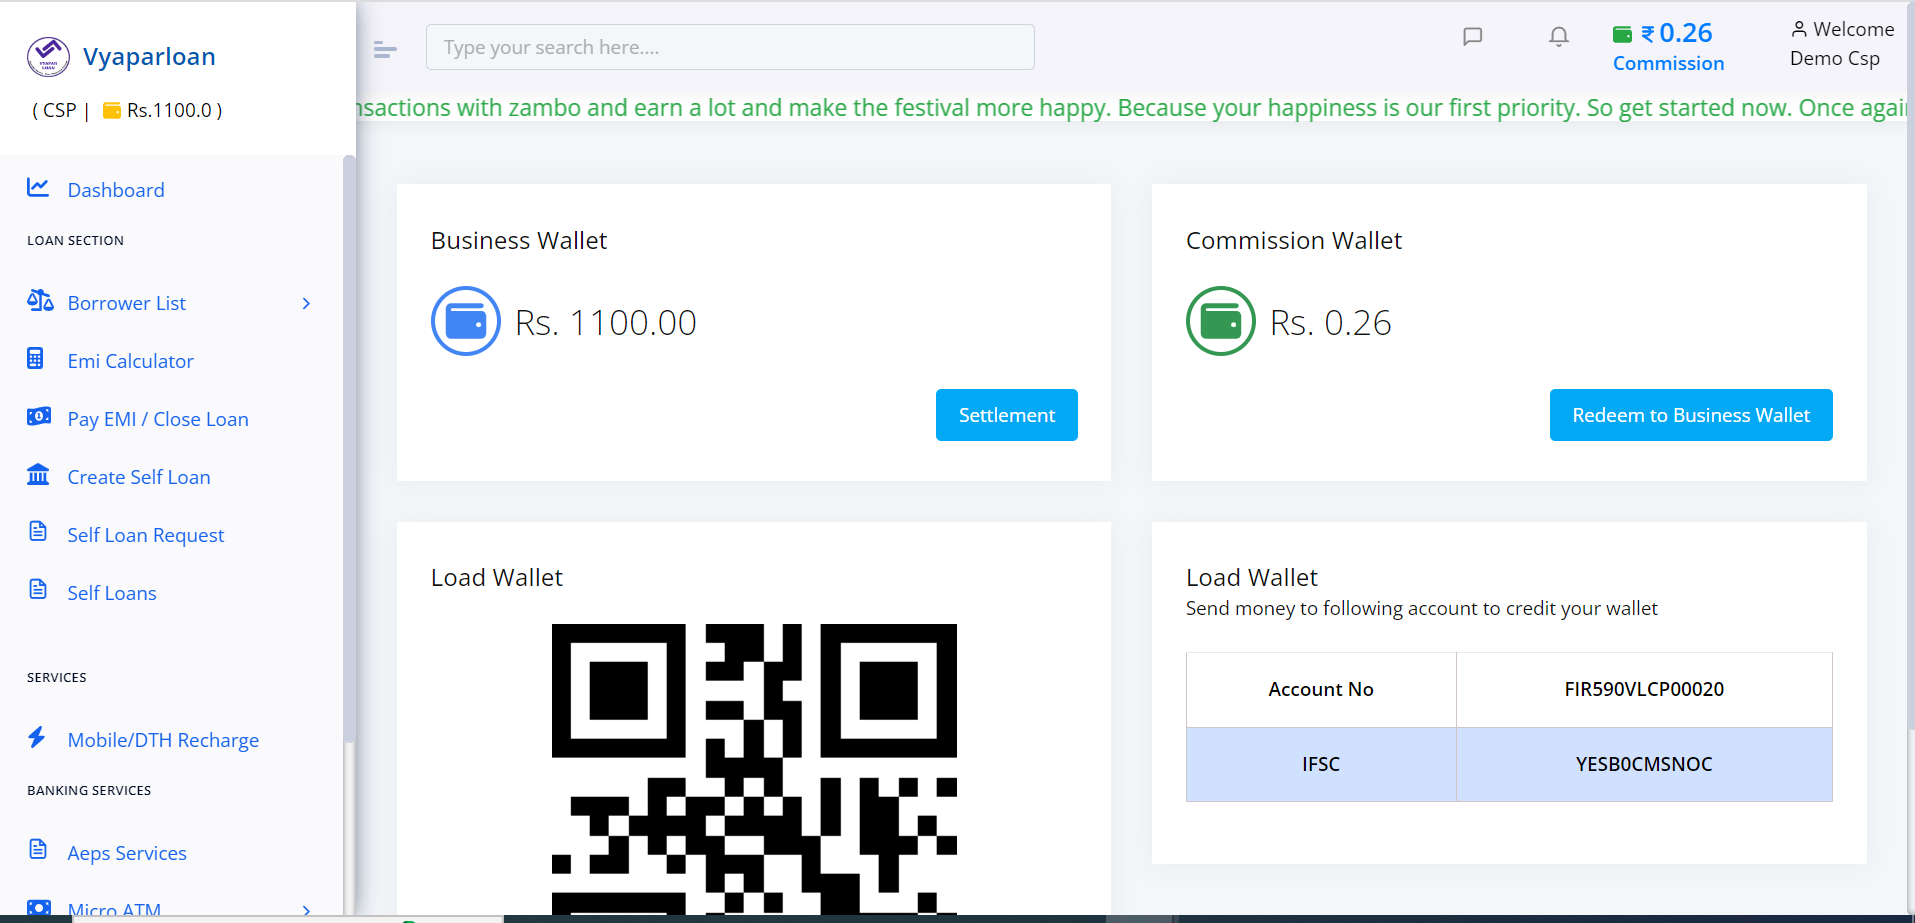 Vyaparloan
( CSP | Rs.1100.0 )
Dashboard
LOAN SECTION
Borrower List
Emi Calculator
Pay EMI / Close Loan
Create Self Loan
Self Loan Request
Self Loans
SERVICES
Mobile/DTH Recharge
BANKING SERVICES
Aeps Services
Micro ATM
Type your search here....
₹ 0.26
Commission
Welcome
Demo Csp
nsactions with zambo and earn a lot and make the festival more happy. Because your happiness is our first priority. So get started now. Once agai
Business Wallet
Rs. 1100.00
Settlement
Commission Wallet
Rs. 0.26
Redeem to Business Wallet
Load Wallet
Load Wallet
Send money to following account to credit your wallet
Account No FIR590VLCP00020
IFSC YESB0CMSNOC